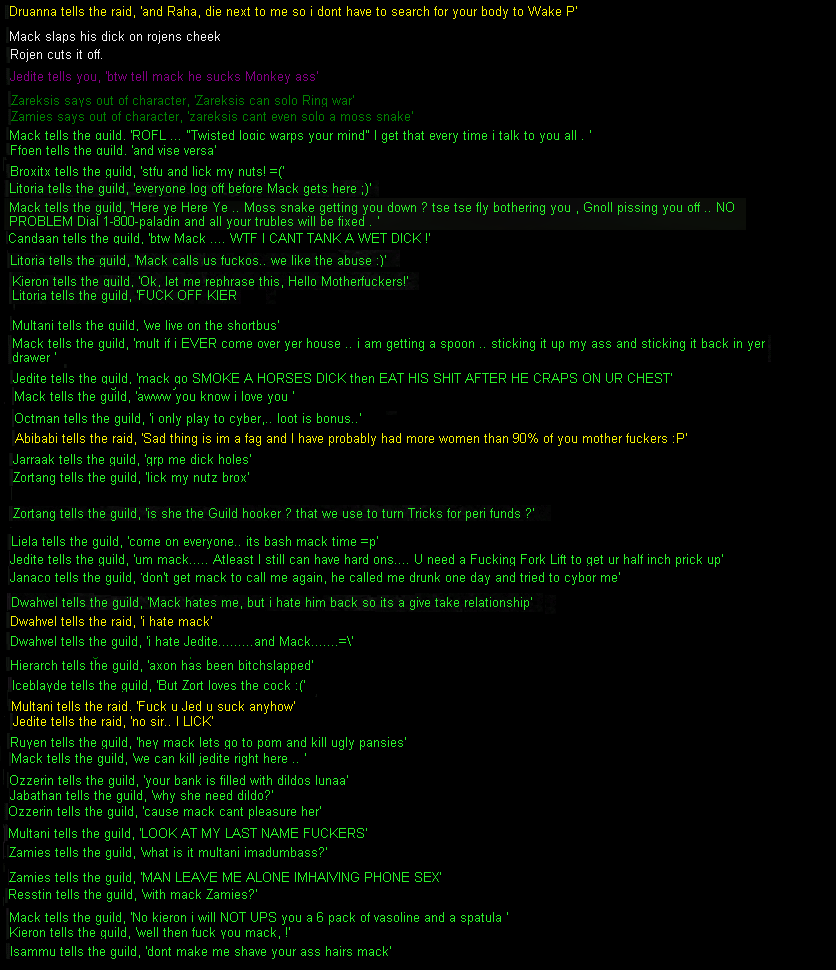 Druanna tells the raid, 'and Raha, die next to me so i dont have to search for your body to Wake P'
Mack slaps his dick on rojens cheek
Rojen cuts it off.
Jedite tells you, 'btw tell mack he sucks Monkey ass'
Zareksis says out of character, 'Zareksis can solo Ring war'
Zamies says out of character, 'zareksis cant even solo a moss snake'
Mack tells the guild, 'ROFL ... "Twisted logic warps your mind" I get that every time i talk to you all . '
Ffoen tells the guild, 'and vise versa'
Broxitx tells the guild, 'stfu and lick my nuts! =('
Litoria tells the guild, 'everyone log off before Mack gets here ;)'
Mack tells the guild, 'Here ye Here Ye .. Moss snake getting you down ? tse tse fly bothering you , Gnoll pissing you off .. NO
PROBLEM Dial 1-800-paladin and all your trubles will be fixed . '
Candaan tells the guild, 'btw Mack .... WTF I CANT TANK A WET DICK !'
Litoria tells the guild, 'Mack calls us fuckos.. we like the abuse :)'
Kieron tells the guild, 'Ok, let me rephrase this, Hello Motherfuckers!'
Litoria tells the guild, 'FUCK OFF KIER
Multani tells the guild, 'we live on the shortbus'
Mack tells the guild, 'mult if i EVER come over yer house .. i am getting a spoon .. sticking it up my ass and sticking it back in yer
drawer '
Jedite tells the guild, 'mack go SMOKE A HORSES DICK then EAT HIS SHIT AFTER HE CRAPS ON UR CHEST'
Mack tells the guild, 'awww you know i love you '
Octman tells the guild, 'i only play to cyber,.. loot is bonus..'
Abibabi tells the raid, 'Sad thing is im a fag and I have probably had more women than 90% of you mother fuckers :P'
Jarraak tells the guild, 'grp me dick holes'
Zortang tells the guild, 'lick my nutz brox'
Zortang tells the guild, 'is she the Guild hooker ? that we use to turn Tricks for peri funds ?'
Liela tells the guild, 'come on everyone.. its bash mack time =p'
Jedite tells the guild, 'um mack..... Atleast I still can have hard ons.... U need a Fucking Fork Lift to get ur half inch prick up'
Janaco tells the guild, 'don't get mack to call me again, he called me drunk one day and tried to cybor me'
Dwahvel tells the guild, 'Mack hates me, but i hate him back so its a give take relationship'
Dwahvel tells the raid, 'i hate mack'
Dwahvel tells the guild, 'i hate Jedite.........and Mack.......=\'
Hierarch tells the guild, 'axon has been bitchslapped'
Iceblayde tells the guild, 'But Zort loves the cock :('
Multani tells the raid, 'Fuck u Jed u suck anyhow'
Jedite tells the raid, 'no sir.. I LICK'
Ruyen tells the guild, 'hey mack lets go to pom and kill ugly pansies'
Mack tells the guild, 'we can kill jedite right here .. '
Ozzerin tells the guild, 'your bank is filled with dildos lunaa'
Jabathan tells the guild, 'why she need dildo?'
Ozzerin tells the guild, 'cause mack cant pleasure her'
Multani tells the guild, 'LOOK AT MY LAST NAME FUCKERS'
Zamies tells the guild, 'what is it multani imadumbass?'
Zamies tells the guild, 'MAN LEAVE ME ALONE IMHAIVING PHONE SEX'
Resstin tells the guild, 'with mack Zamies?'
Mack tells the guild, 'No kieron i will NOT UPS you a 6 pack of vasoline and a spatula '
Kieron tells the guild, 'well then fuck you mack, !'
Isammu tells the guild, 'dont make me shave your ass hairs mack'